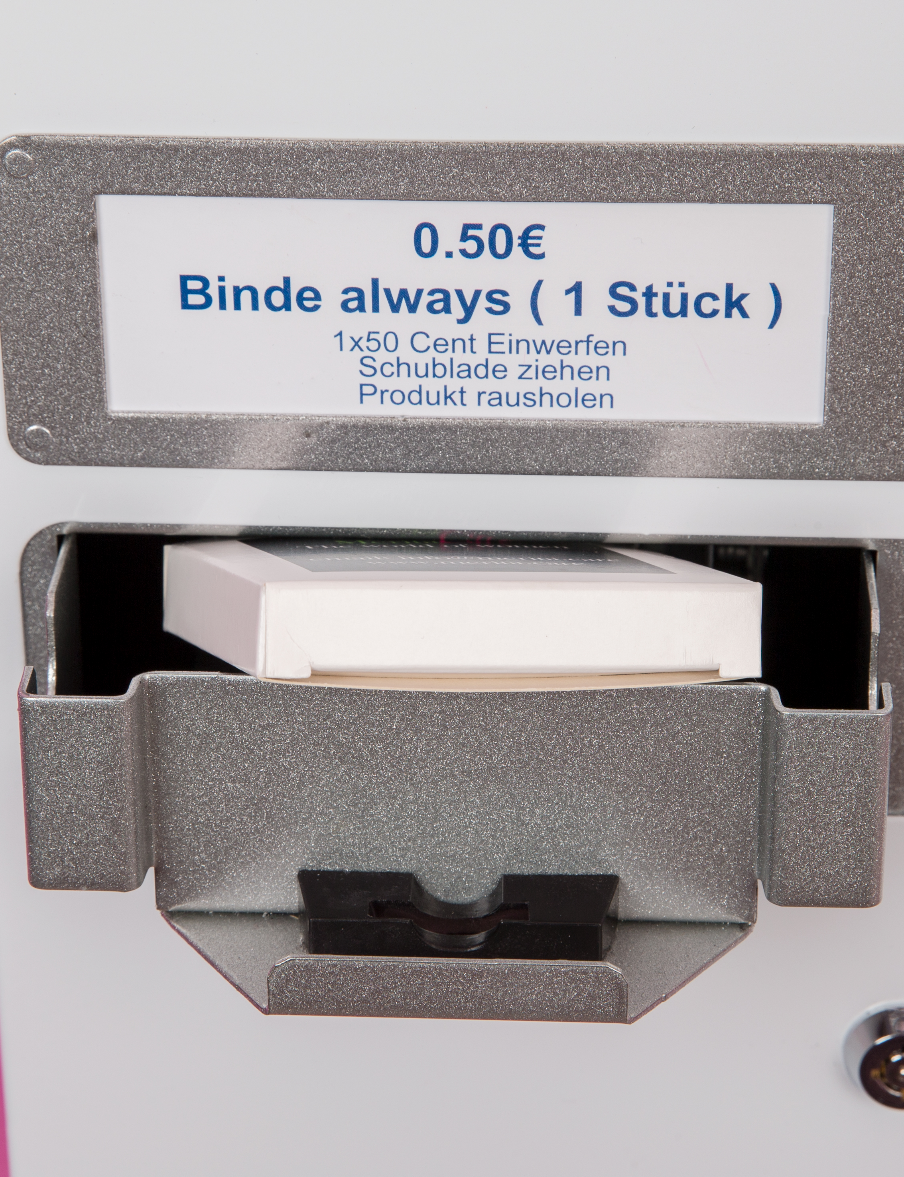 0.50€
Binde always ( 1 Stück )
1x50 Cent Einwerfen
Schublade ziehen
Produkt rausholen